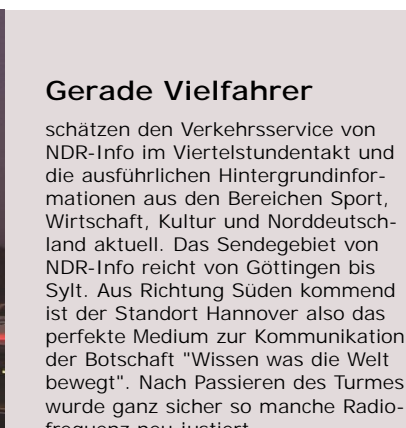 Gerade Vielfahrer
schätzen den Verkehrsservice von
NDR-Info im Viertelstundentakt und
die ausführlichen Hintergrundinfor-
mationen aus den Bereichen Sport,
Wirtschaft, Kultur und Norddeutsch-
land aktuell. Das Sendegebiet von
NDR-Info reicht von Göttingen bis
Sylt. Aus Richtung Süden kommend
ist der Standort Hannover also das
perfekte Medium zur Kommunikation
der Botschaft "Wissen was die Welt
bewegt". Nach Passieren des Turmes
wurde ganz sicher so manche Radio-
frequenz neu justiert